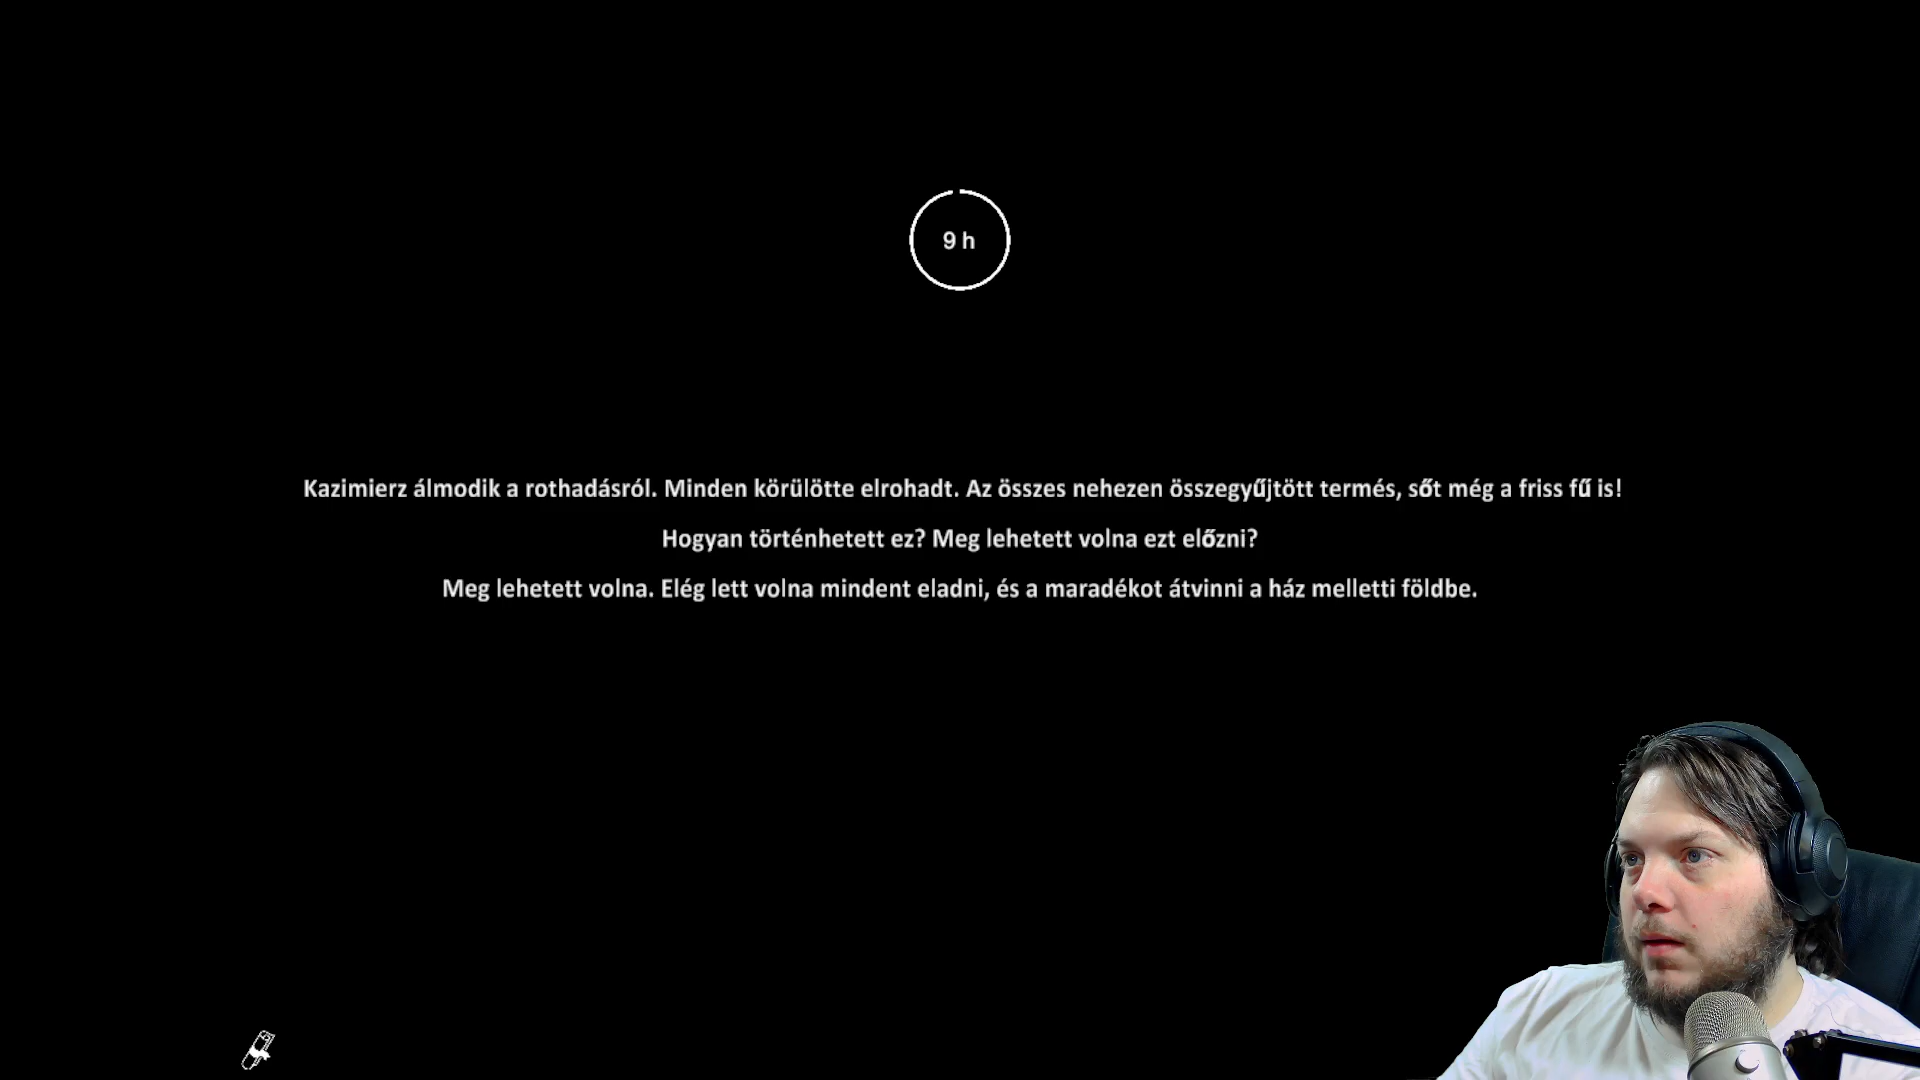 9 h
Kazimierz álmodik a rothadásról. Minden körülötte elrohadt. Az összes nehezen összegyűjtött termés, sőt még a friss fű is!
Hogyan történhetett ez? Meg lehetett volna ezt előzni?
Meg lehetett volna. Elég lett volna mindent eladni, és a maradékot átvinni a ház melletti földbe.